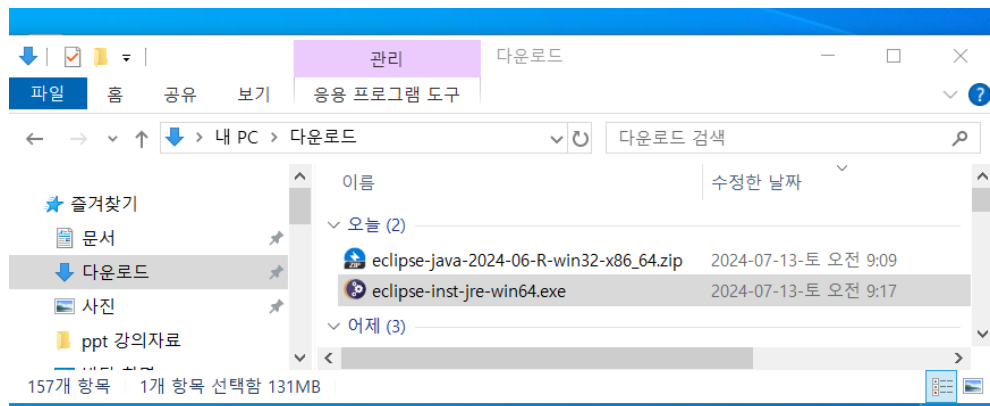 관리 다운로드
파일 홈 공유 보기 응용 프로그램 도구
내 PC > 다운로드 다운로드 검색
이름 수정한 날짜
즐겨찾기
오늘 (2)
문서
ZIP eclipse-java-2024-06-R-win32-x86_64.zip 2024-07-13-토 오전 9:09
다운로드
eclipse-inst-jre-win64.exe 2024-07-13-토 오전 9:17
사진
어제 (3)
ppt 강의자료
157개 항목 1개 항목 선택함 131MB